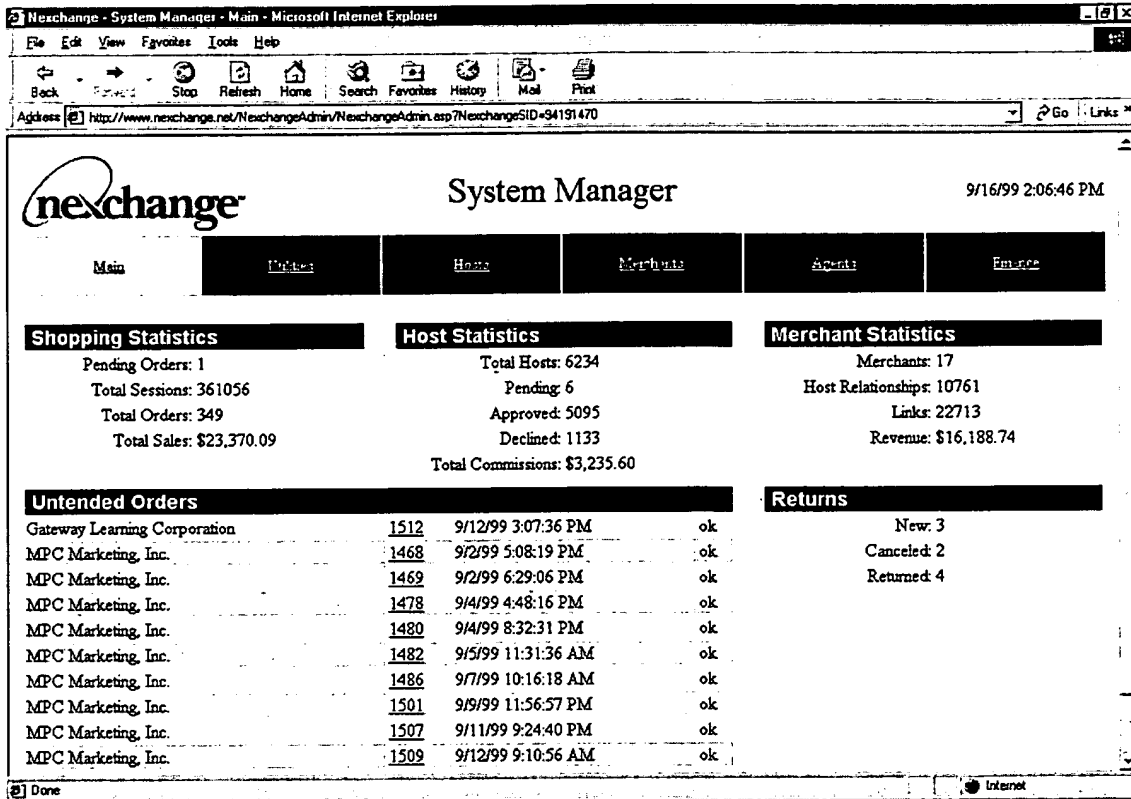 Nexchange - System Manager - Main - Microsoft Internet Explorer
File Edit View Favorites Tools Help
Back Forward Stop Refresh Home Search Favorites History Mail Print
Address http://www.nexchange.net/NexchangeAdmin/NexchangeAdmin.asp?NexchangeSID=94191470 Go Links »
nexchange System Manager 9/16/99 2:06:46 PM
Main Utilities Hosts Merchants Agents Finance
Shopping Statistics
Pending Orders: 1
Total Sessions: 361056
Total Orders: 349
Total Sales: $23,370.09
Host Statistics
Total Hosts: 6234
Pending: 6
Approved: 5095
Declined: 1133
Total Commissions: $3,235.60
Merchant Statistics
Merchants: 17
Host Relationships: 10761
Links: 22713
Revenue: $16,188.74
Untended Orders
Gateway Learning Corporation 1512 9/12/99 3:07:36 PM ok
MPC Marketing, Inc. 1468 9/2/99 5:08:19 PM ok
MPC Marketing, Inc. 1469 9/2/99 6:29:06 PM ok
MPC Marketing, Inc. 1478 9/4/99 4:48:16 PM ok
MPC Marketing, Inc. 1480 9/4/99 8:32:31 PM ok
MPC Marketing, Inc. 1482 9/5/99 11:31:36 AM ok
MPC Marketing, Inc. 1486 9/7/99 10:16:18 AM ok
MPC Marketing, Inc. 1501 9/9/99 11:56:57 PM ok
MPC Marketing, Inc. 1507 9/11/99 9:24:40 PM ok
MPC Marketing, Inc. 1509 9/12/99 9:10:56 AM ok
Returns
New: 3
Canceled: 2
Returned: 4
Done Internet